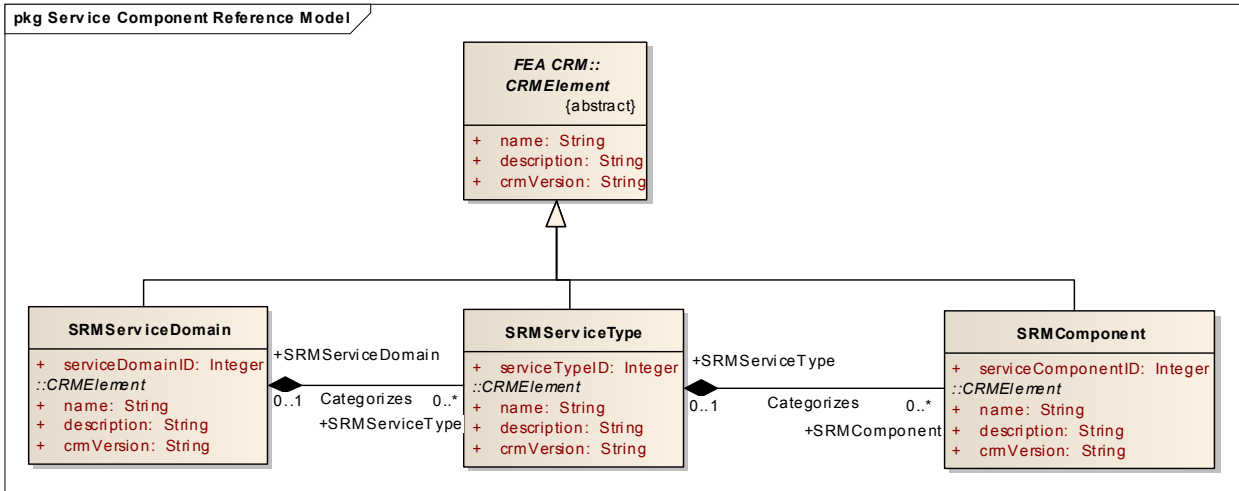 pkg Service Component Reference Model
FEA CRM::
CRMElement
{abstract}
+ name: String
+ description: String
+ crmVersion: String
SRMServiceDomain
+ serviceDomainID: Integer
::CRMElement
+ name: String
+ description: String
+ crmVersion: String
+SRMServiceDomain
0..1 Categorizes 0..*
+SRMServiceType
SRMServiceType
+ serviceTypeID: Integer
::CRMElement
+ name: String
+ description: String
+ crmVersion: String
+SRMServiceType
0..1 Categorizes 0..*
+SRMComponent
SRMComponent
+ serviceComponentID: Integer
::CRMElement
+ name: String
+ description: String
+ crmVersion: String